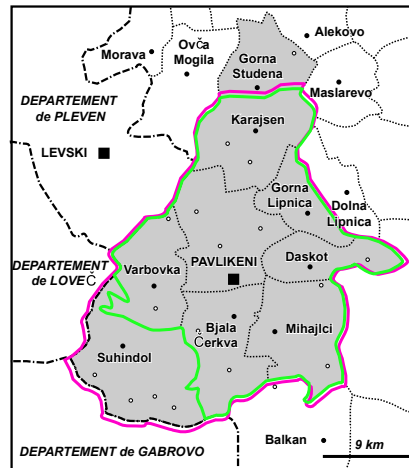 Alekovo
Ovča
Mogila
Morava
Gorna
Studena
Maslarevo
DEPARTEMENT
de PLEVEN
Karajsen
LEVSKI
Gorna
Lipnica
Dolna
Lipnica
DEPARTEMENT
de LOVEČ
PAVLIKENI
Daskot
Varbovka
Bjala
Čerkva
Mihajlci
Suhindol
Balkan
9 km
DEPARTEMENT de GABROVO